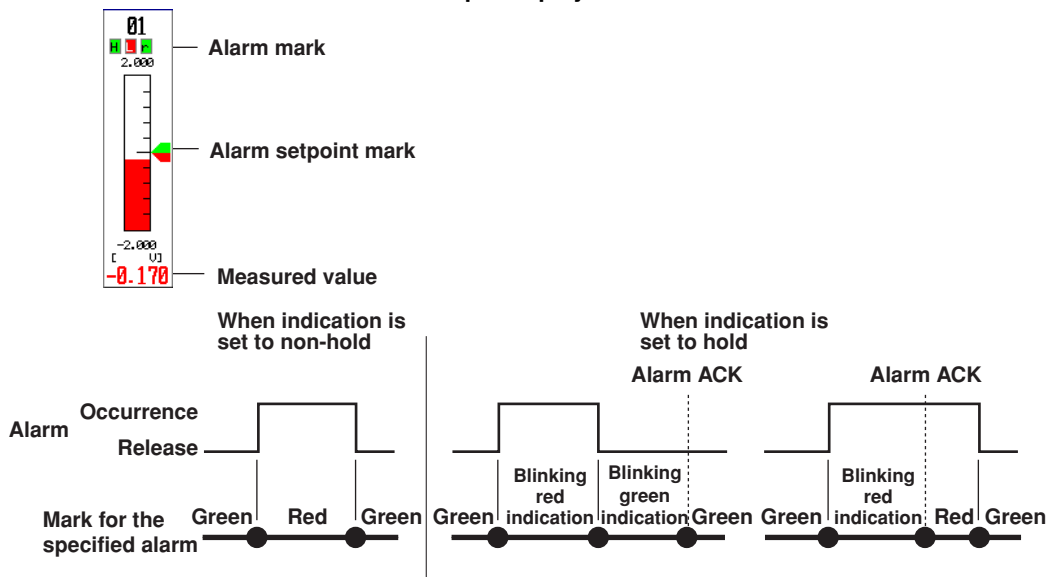 01
H L r
2.000
-2.000
[ V]
-0.170
Alarm mark
Alarm setpoint mark
Measured value
When indication is
set to non-hold
When indication is
set to hold
Alarm ACK
Alarm ACK
Alarm
Occurrence
Release
Blinking
red
indication
Blinking
green
indication
Blinking
red
indication
Mark for the
specified alarm
Green
Red
Green
Green
Green
Green
Red
Green